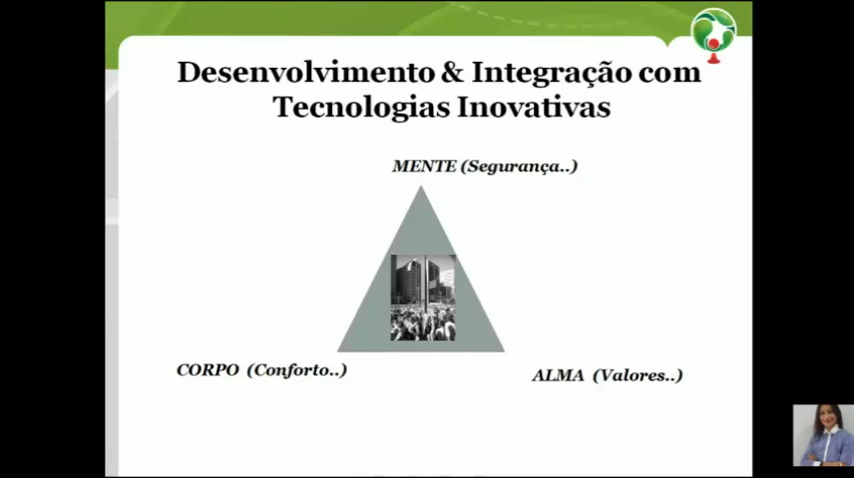 Desenvolvimento & Integração com
Tecnologias Inovativas
MENTE (Segurança..)
CORPO (Conforto..)
ALMA (Valores..)